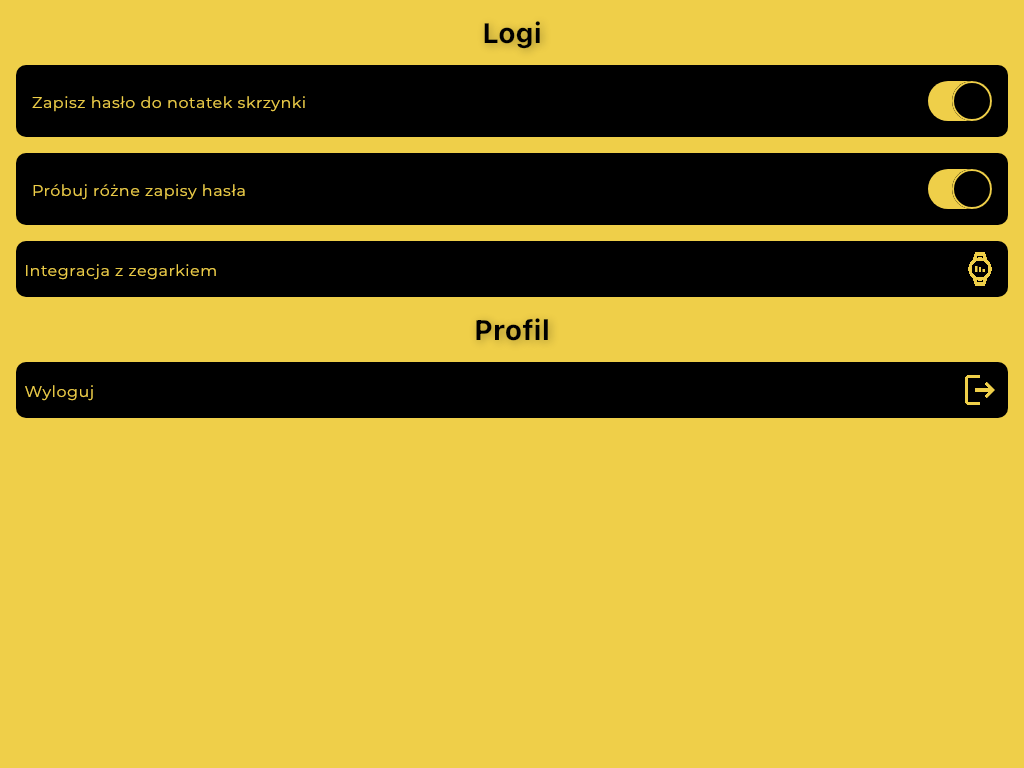 Logi
Zapisz hasło do notatek skrzynki
Próbuj różne zapisy hasła
Integracja z zegarkiem
Profil
Wyloguj